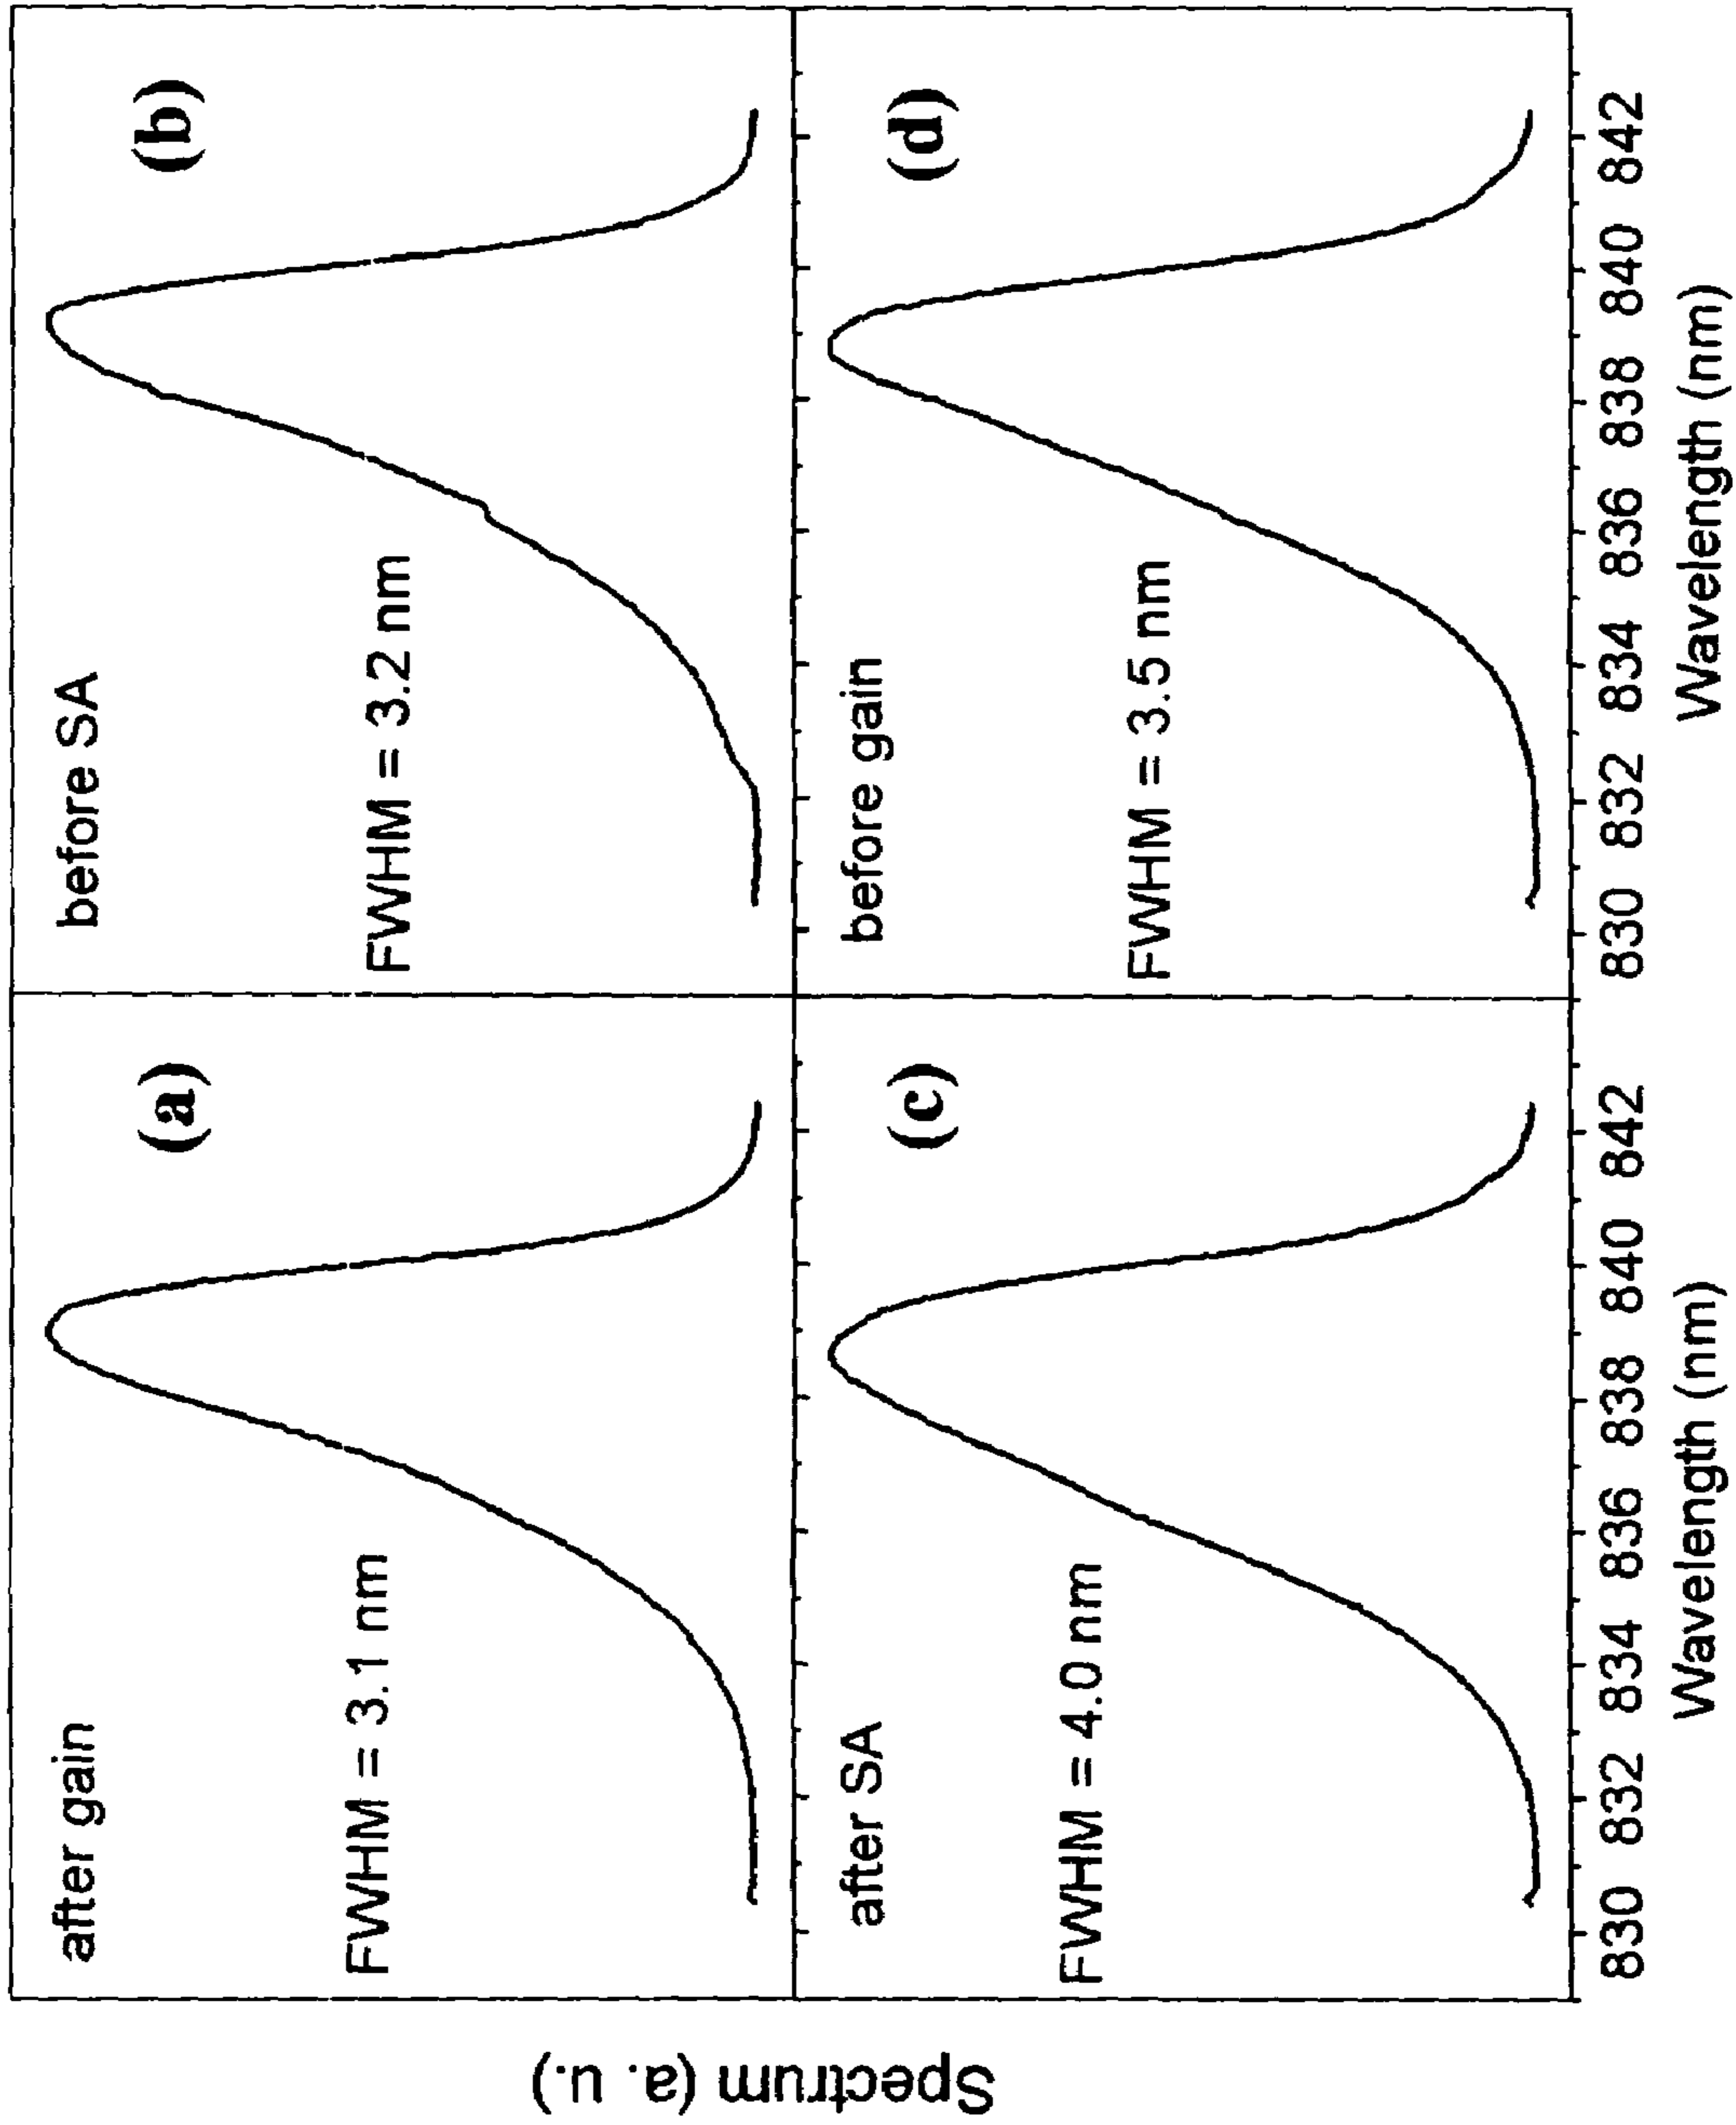 Spectrum (a. u.)
after gain
(a)
FWHM = 3.1 nm
before SA
(b)
FWHM = 3.2 nm
after SA
(c)
FWHM = 4.0 nm
before gain
(d)
FWHM = 3.5 nm
830 832 834 836 838 840 842
830 832 834 836 838 840 842
Wavelength (nm)
Wavelength (nm)